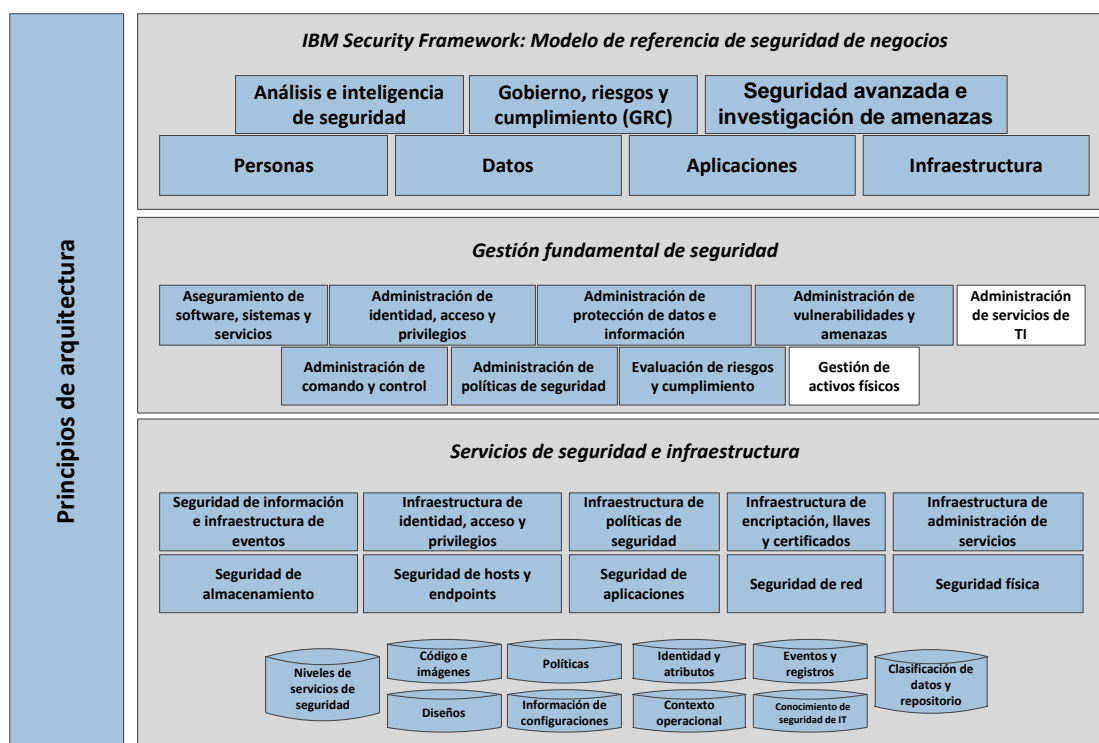 Principios de arquitectura
IBM Security Framework: Modelo de referencia de seguridad de negocios
Análisis e inteligencia
de seguridad
Gobierno, riesgos y
cumplimiento (GRC)
Seguridad avanzada e
investigación de amenazas
Personas
Datos
Aplicaciones
Infraestructura
Gestión fundamental de seguridad
Aseguramiento de
software, sistemas y
servicios
Administración de
identidad, acceso y
privilegios
Administración de
protección de datos e
información
Administración de
vulnerabilidades y
amenazas
Administración
de servicios de
TI
Administración de
comando y control
Administración de
políticas de seguridad
Evaluación de riesgos
y cumplimiento
Gestión de
activos físicos
Servicios de seguridad e infraestructura
Seguridad de información
e infraestructura de
eventos
Infraestructura de
identidad, acceso y
privilegios
Infraestructura de
políticas de
seguridad
Infraestructura de
encriptación, llaves
y certificados
Infraestructura de
administración de
servicios
Seguridad de
almacenamiento
Seguridad de hosts y
endpoints
Seguridad de
aplicaciones
Seguridad de red
Seguridad física
Niveles de
servicios de
seguridad
Código e
imágenes
Políticas
Identidad y
atributos
Eventos y
registros
Clasificación de
datos y
repositorio
Diseños
Información de
configuraciones
Contexto
operacional
Conocimiento de
seguridad de IT